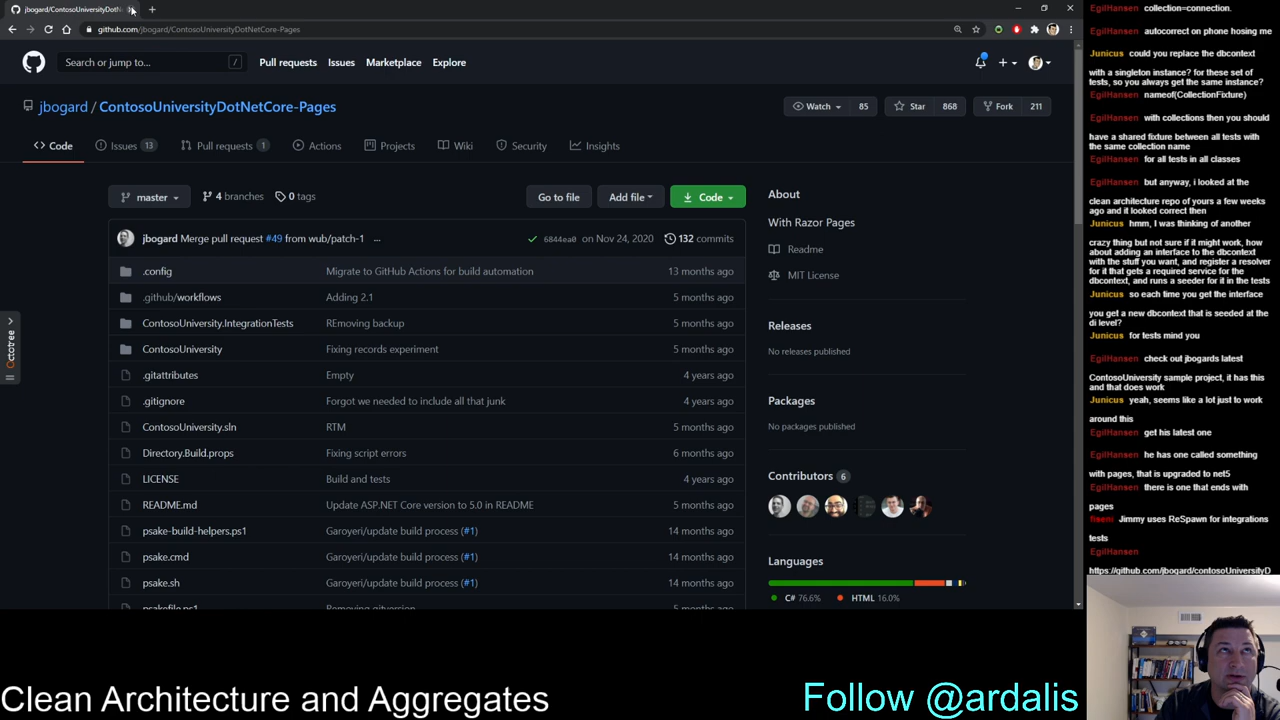 jbogard/ContosoUniversityDotN
github.com/jbogard/ContosoUniversityDotNetCore-Pages
Search or jump to...
/
Pull requests
Issues
Marketplace
Explore
jbogard / ContosoUniversityDotNetCore-Pages
Watch 85
Star 868
Fork 211
Code
Issues 13
Pull requests 1
Actions
Projects
Wiki
Security
Insights
master
4 branches
0 tags
Go to file
Add file
Code
jbogard Merge pull request #49 from wub/patch-1 ...
6844ea0 on Nov 24, 2020
132 commits
.config Migrate to GitHub Actions for build automation 13 months ago
.github/workflows Adding 2.1 5 months ago
ContosoUniversity.IntegrationTests REmoving backup 5 months ago
ContosoUniversity Fixing records experiment 5 months ago
.gitattributes Empty 4 years ago
.gitignore Forgot we needed to include all that junk 4 years ago
ContosoUniversity.sln RTM 5 months ago
Directory.Build.props Fixing script errors 6 months ago
LICENSE Build and tests 4 years ago
README.md Update ASP.NET Core version to 5.0 in README 5 months ago
psake-build-helpers.ps1 Garoyeri/update build process (#1) 14 months ago
psake.cmd Garoyeri/update build process (#1) 14 months ago
psake.sh Garoyeri/update build process (#1) 14 months ago
psakefile.ps1 Removing gitversion 5 months ago
About
With Razor Pages
Readme
MIT License
Releases
No releases published
Packages
No packages published
Contributors 6
Languages
C# 76.6%
HTML 16.0%
Octotree
EgilHansen collection=connection.
EgilHansen autocorrect on phone hosing me
Junicus could you replace the dbcontext
with a singleton instance? for these set of
tests, so you always get the same instance?
EgilHansen nameof(CollectionFixture)
EgilHansen with collections then you should
have a shared fixture between all tests with
the same collection name
EgilHansen for all tests in all classes
EgilHansen but anyway, i looked at the
clean architecture repo of yours a few weeks
ago and it looked correct then
Junicus hmm, I was thinking of another
crazy thing but not sure if it might work, how
about adding an interface to the dbcontext
with the stuff you want, and register a resolver
for it that gets a required service for the
dbcontext, and runs a seeder for it in the tests
Junicus so each time you get the interface
you get a new dbcontext that is seeded at the
di level?
Junicus for tests mind you
EgilHansen check out jbogards latest
ContosoUniversity sample project, it has this
and that does work
Junicus yeah, seems like a lot just to work
around this
EgilHansen get his latest one
EgilHansen he has one called something
with pages, that is upgraded to net5
EgilHansen there is one that ends with
pages
Jimmy uses ReSpawn for integrations
tests
EgilHansen
https://github.com/jbogard/contosoUniversityD
Clean Architecture and Aggregates
Follow @ardalis